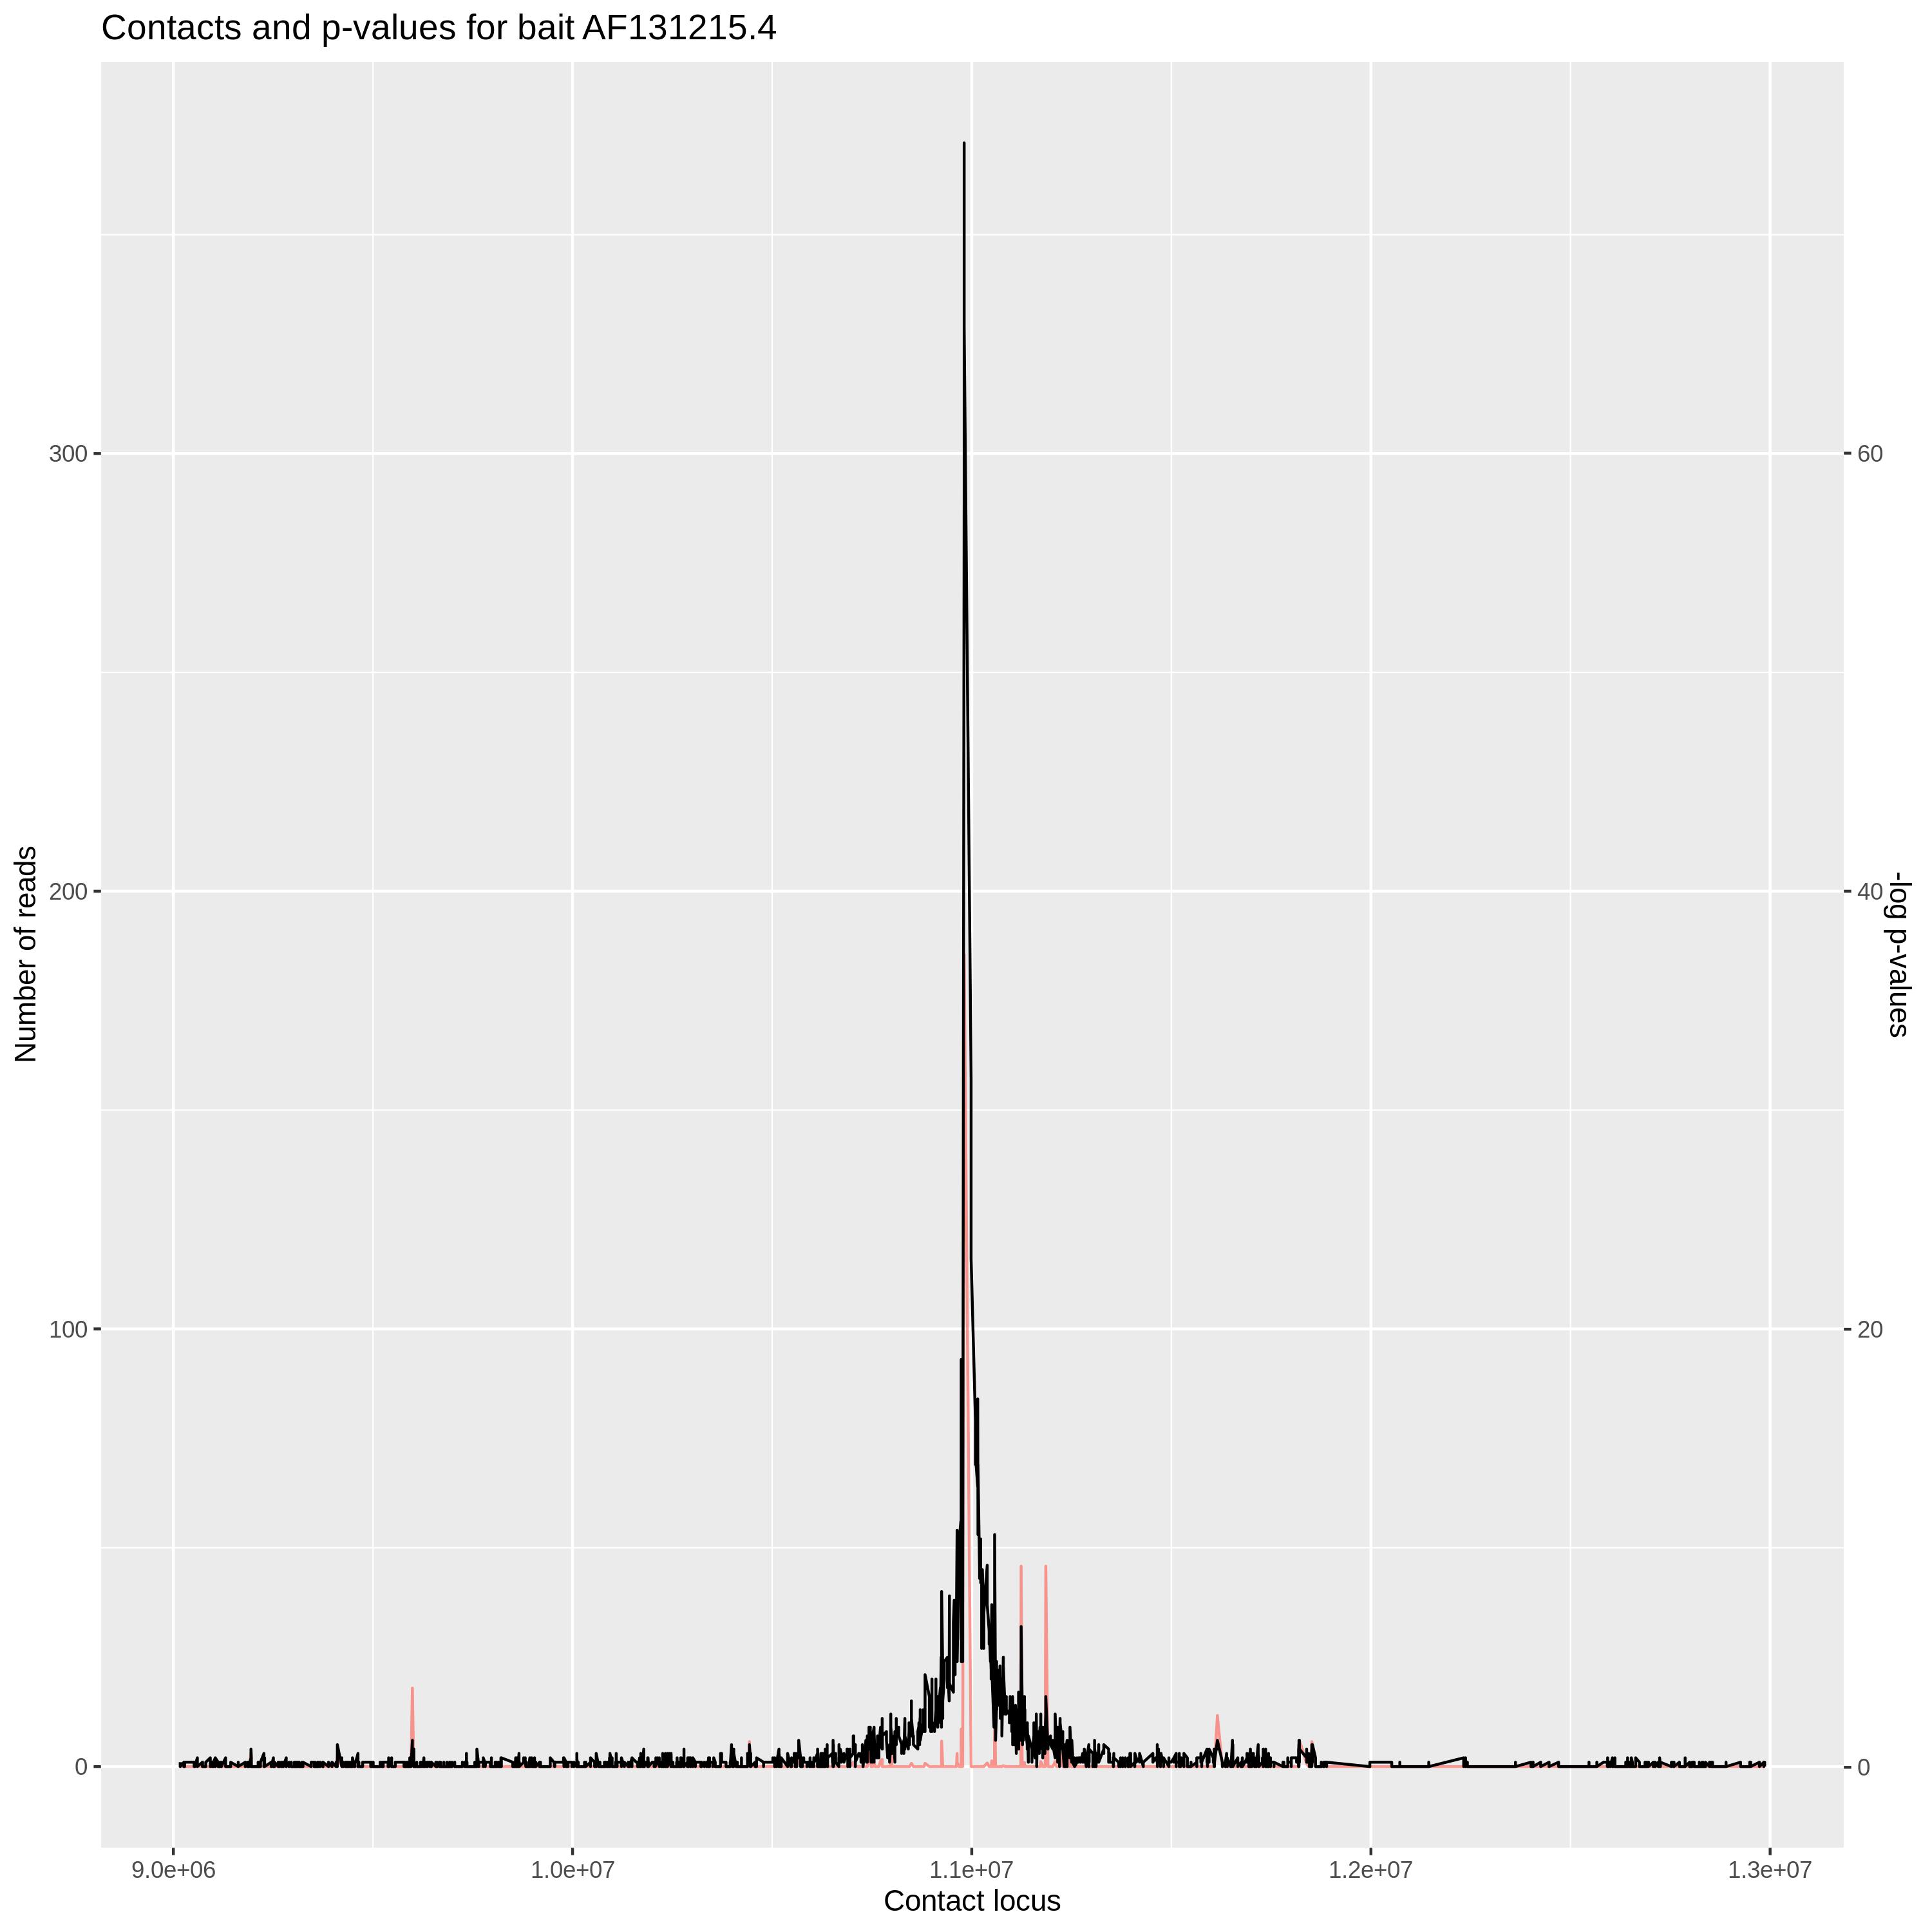 Contacts and p-values for bait AF131215.4
300
200
100
0
60
40
20
0
Number of reads
-log p-values
9.0e+06 1.0e+07 1.1e+07 1.2e+07 1.3e+07
Contact locus